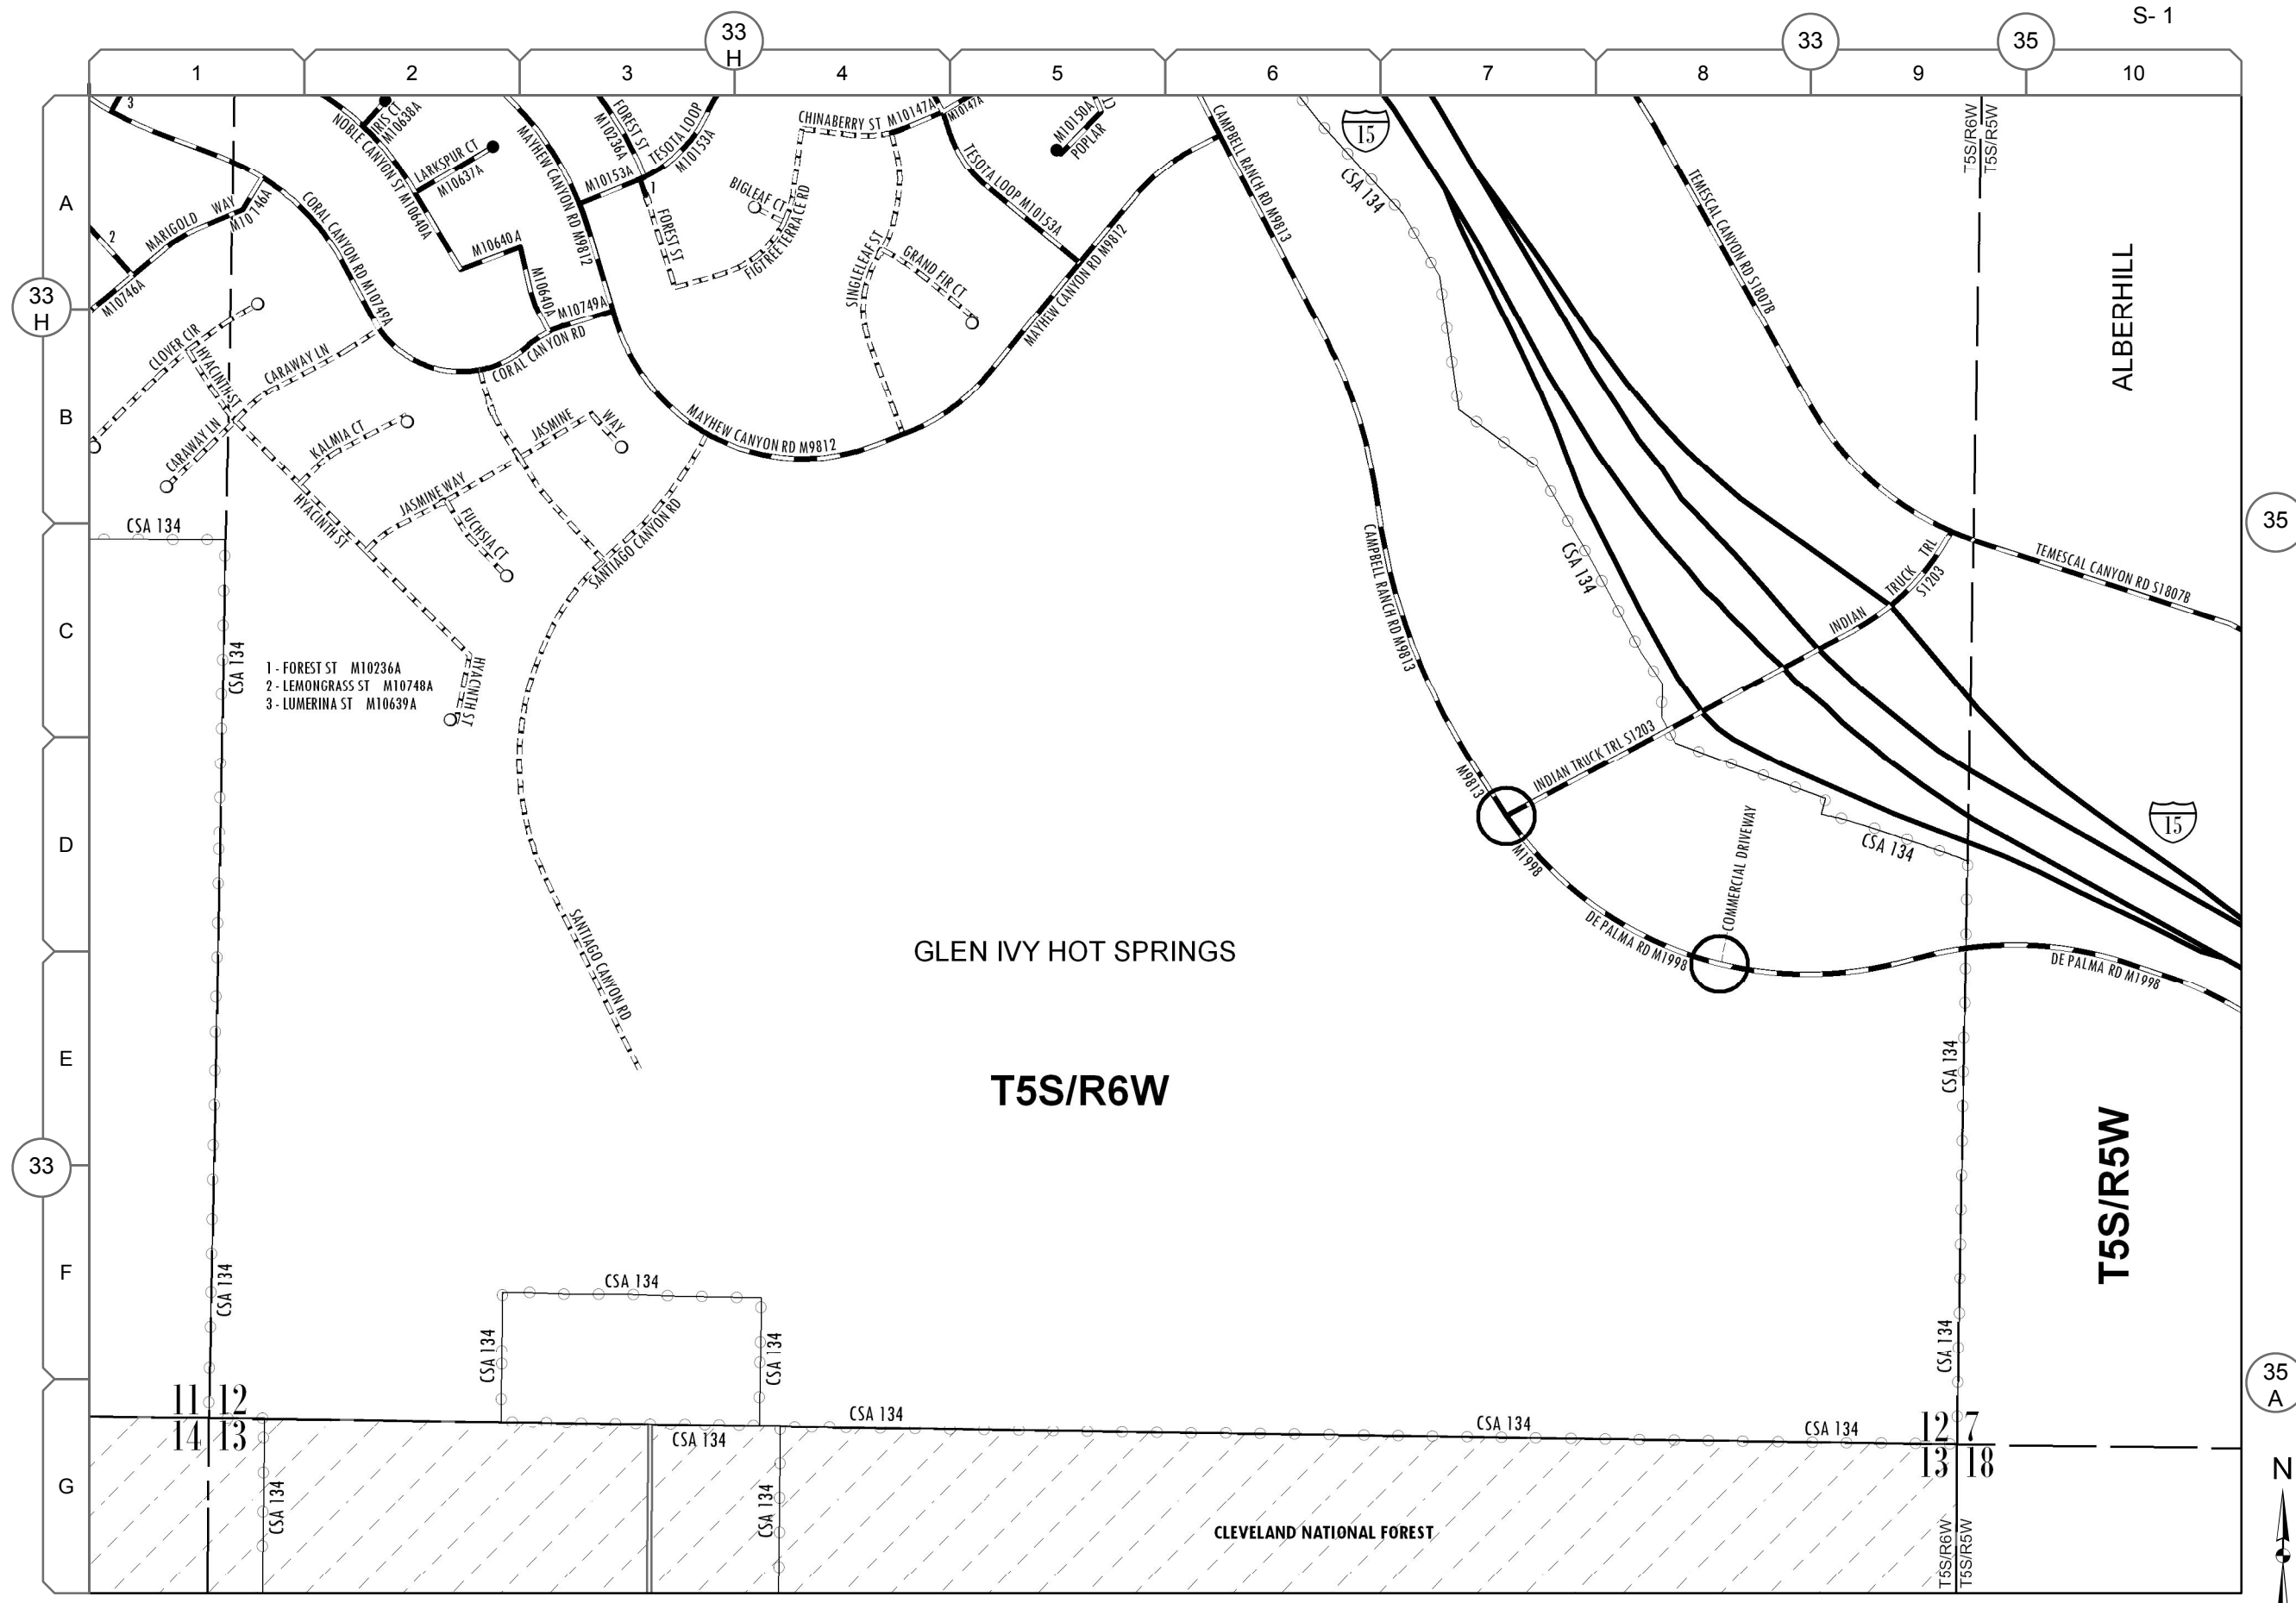 S- 1
33
H
33
35
1
2
3
4
5
6
7
8
9
10
A
B
C
D
E
F
G
33
H
33
35
35
A
N
3
IRIS CT
M10638A
NOBLE CANYON ST M10640A
LARKSPUR CT
M10637A
MARIGOLD WAY
M10 146A
2
M10746A
CORAL CANYON RD M10749A
M10640A
M10640A
M10749A
CORAL CANYON RD
MAYHEW CANYON RD M9812
FOREST ST
M10236A
TESOTA LOOP
M10153A
M10153A
1
FOREST ST
BIGLEAF CT
FIGTREE TERRACE RD
CHINABERRY ST M10147A
M10147A
TESOTA LOOP M10153A
M10150A
POPLAR
SINGLELEAF ST
GRAND FIR CT
MAYHEW CANYON RD M9812
MAYHEW CANYON RD M9812
CAMPBELL RANCH RD M9813
CSA 134
15
TEMESCAL CANYON RD S1807B
T5S/R6W
T5S/R5W
ALBERHILL
CLOVER CIR
HYACINTH ST
CARAWAY LN
CARAWAY LN
KALMIA CT
HYACINTH ST
JASMINE WAY
JASMINE WAY
FUCHSIA CT
SANTIAGO CANYON RD
HYACINTH ST
CSA 134
CSA 134
1 - FOREST ST M10236A
2 - LEMONGRASS ST M10748A
3 - LUMERINA ST M10639A
CAMPBELL RANCH RD M9813
CSA 134
INDIAN TRUCK TRL
S1203
TEMESCAL CANYON RD S1807B
INDIAN TRUCK TRL S1203
M9813
M1998
15
CSA 134
COMMERCIAL DRIVEWAY
DE PALMA RD M1998
DE PALMA RD M1998
SANTIAGO CANYON RD
GLEN IVY HOT SPRINGS
T5S/R6W
T5S/R5W
CSA 134
CSA 134
CSA 134
CSA 134
CSA 134
CSA 134
11 12
14 13
CSA 134
CSA 134
CSA 134
CSA 134
12 7
13 18
CSA 134
CSA 134
CLEVELAND NATIONAL FOREST
T5S/R6W
T5S/R5W